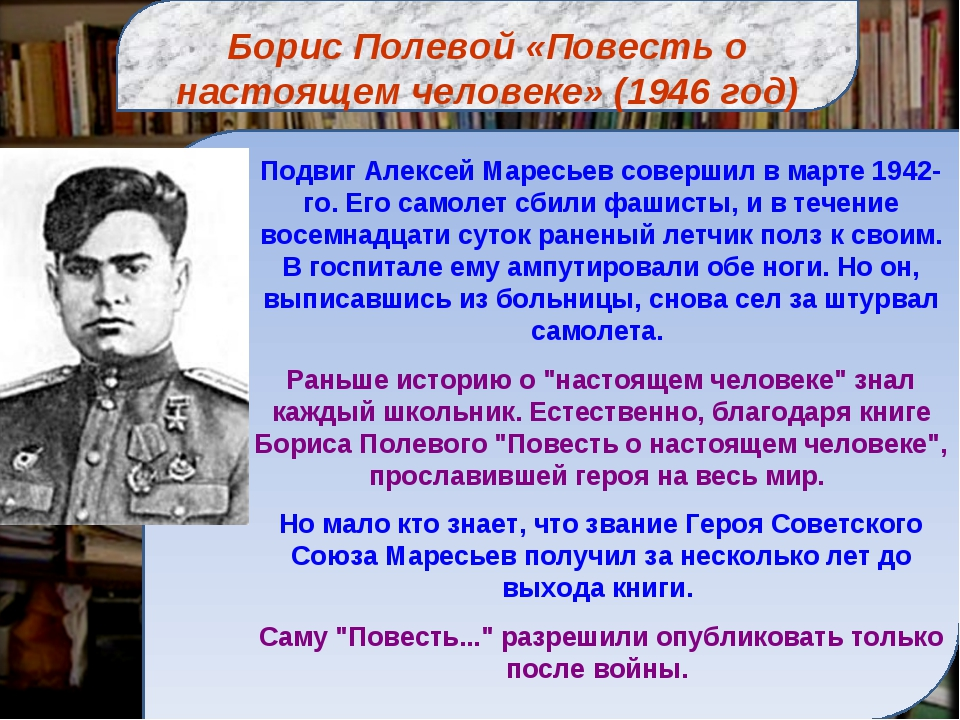 Борис Полевой «Повесть о
настоящем человеке» (1946 год)
Подвиг Алексей Маресьев совершил в марте 1942-
го. Его самолет сбили фашисты, и в течение
восемнадцати суток раненый летчик полз к своим.
В госпитале ему ампутировали обе ноги. Но он,
выписавшись из больницы, снова сел за штурвал
самолета.
Раньше историю о "настоящем человеке" знал
каждый школьник. Естественно, благодаря книге
Бориса Полевого "Повесть о настоящем человеке",
прославившей героя на весь мир.
Но мало кто знает, что звание Героя Советского
Союза Маресьев получил за несколько лет до
выхода книги.
Саму "Повесть..." разрешили опубликовать только
после войны.